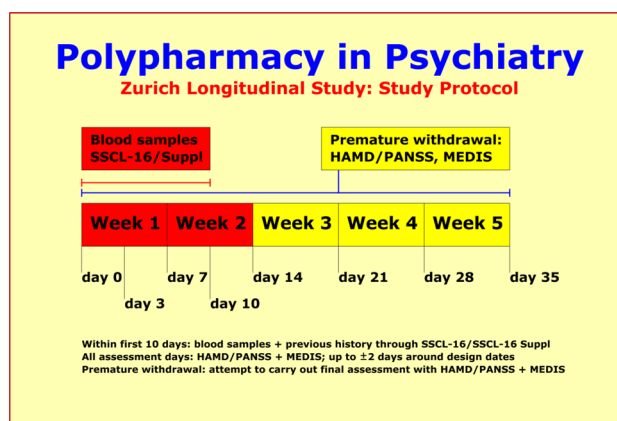 Polypharmacy in Psychiatry
Zurich Longitudinal Study: Study Protocol
Blood samples
SSCL-16/Suppl
Premature withdrawal:
HAMD/PANSS, MEDIS
Week 1 Week 2 Week 3 Week 4 Week 5
day 0 day 7 day 14 day 21 day 28 day 35
day 3 day 10
Within first 10 days: blood samples + previous history through SSCL-16/SSCL-16 Suppl
All assessment days: HAMD/PANSS + MEDIS; up to ±2 days around design dates
Premature withdrawal: attempt to carry out final assessment with HAMD/PANSS + MEDIS